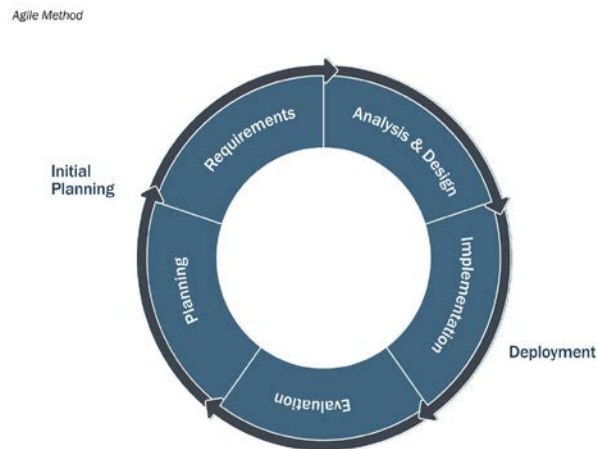 Agile Method
Requirements
Analysis & Design
Initial
Planning
Planning
Implementation
Deployment
Evaluation